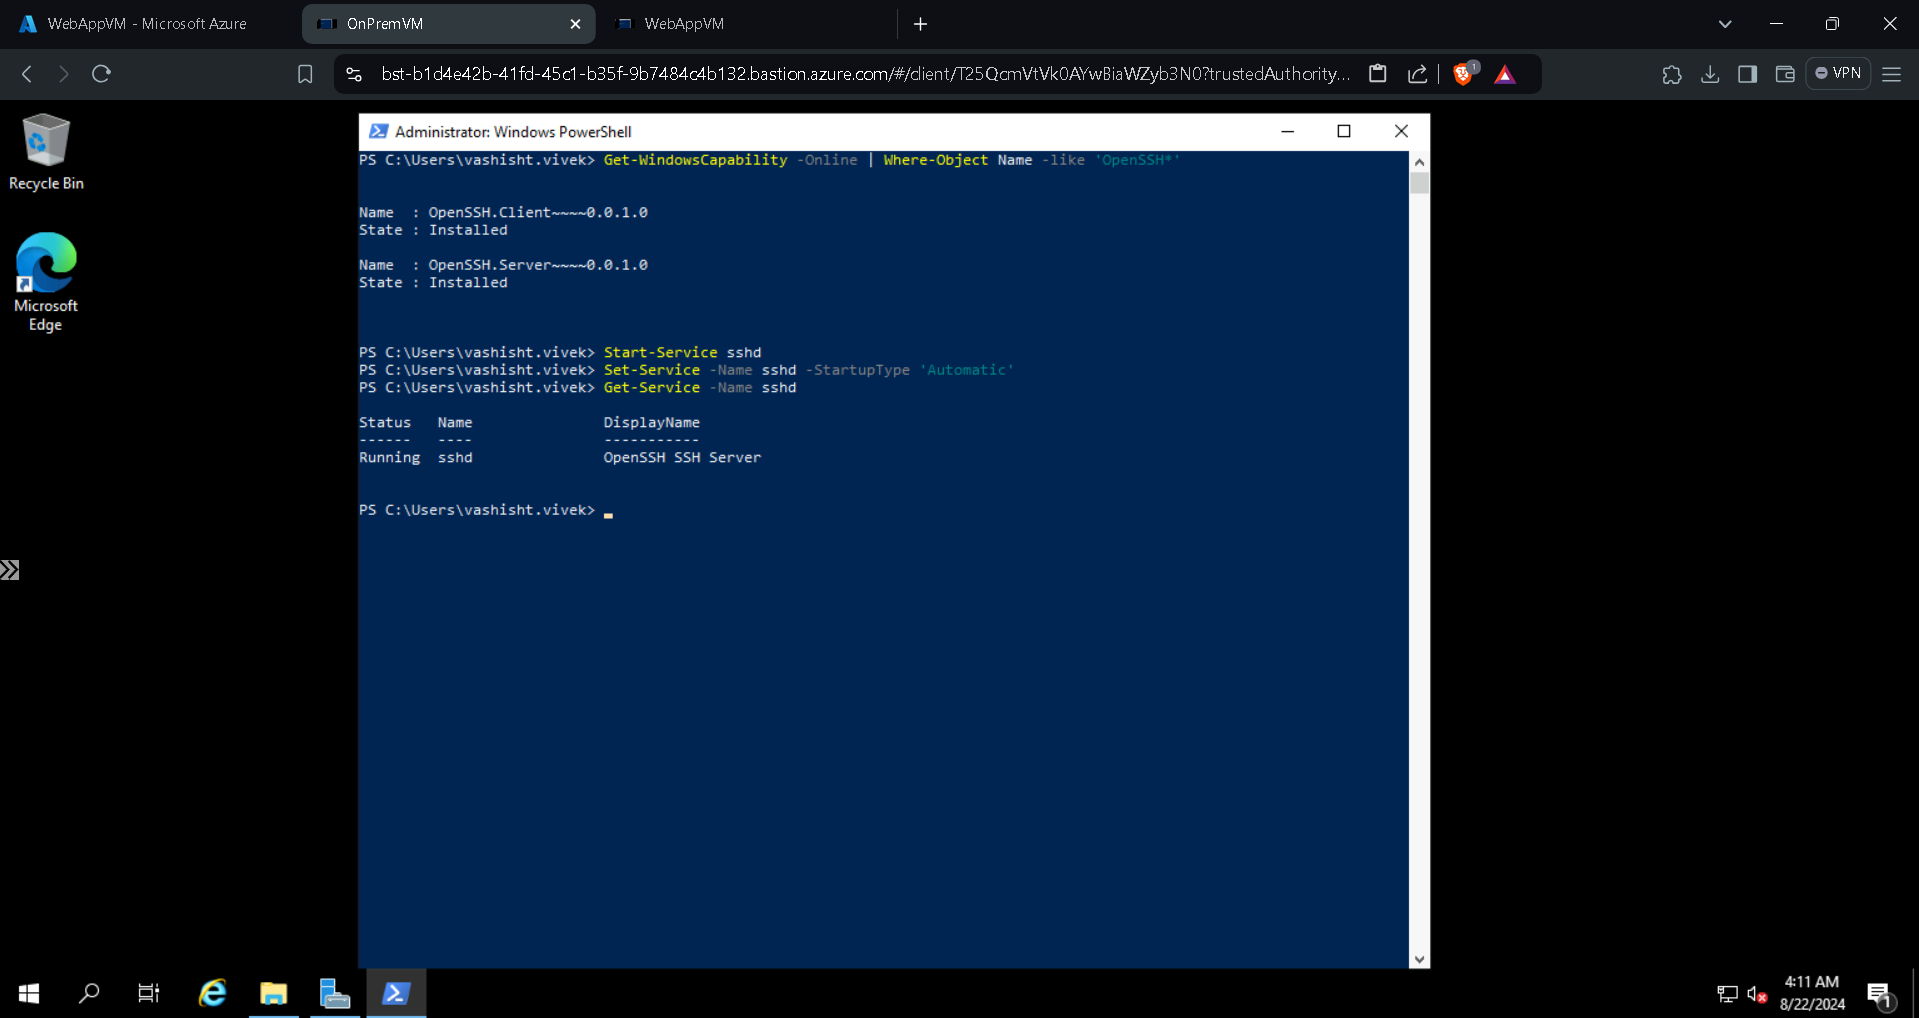 WebAppVM - Microsoft Azure
OnPremVM
WebAppVM
bst-b1d4e42b-41fd-45c1-b35f-9b7484c4b132.bastion.azure.com/#/client/T25QcmVtVk0AYwBiaWZyb3N0?trustedAuthority...
1
VPN
Recycle Bin
Microsoft
Edge
Administrator: Windows PowerShell
PS C:\Users\vashisht.vivek> Get-WindowsCapability -Online | Where-Object Name -like 'OpenSSH*'
Name  : OpenSSH.Client~~~~0.0.1.0
State : Installed
Name  : OpenSSH.Server~~~~0.0.1.0
State : Installed
PS C:\Users\vashisht.vivek> Start-Service sshd
PS C:\Users\vashisht.vivek> Set-Service -Name sshd -StartupType 'Automatic'
PS C:\Users\vashisht.vivek> Get-Service -Name sshd
Status   Name               DisplayName
------   ----               -----------
Running  sshd               OpenSSH SSH Server
PS C:\Users\vashisht.vivek>
4:11 AM
8/22/2024
1